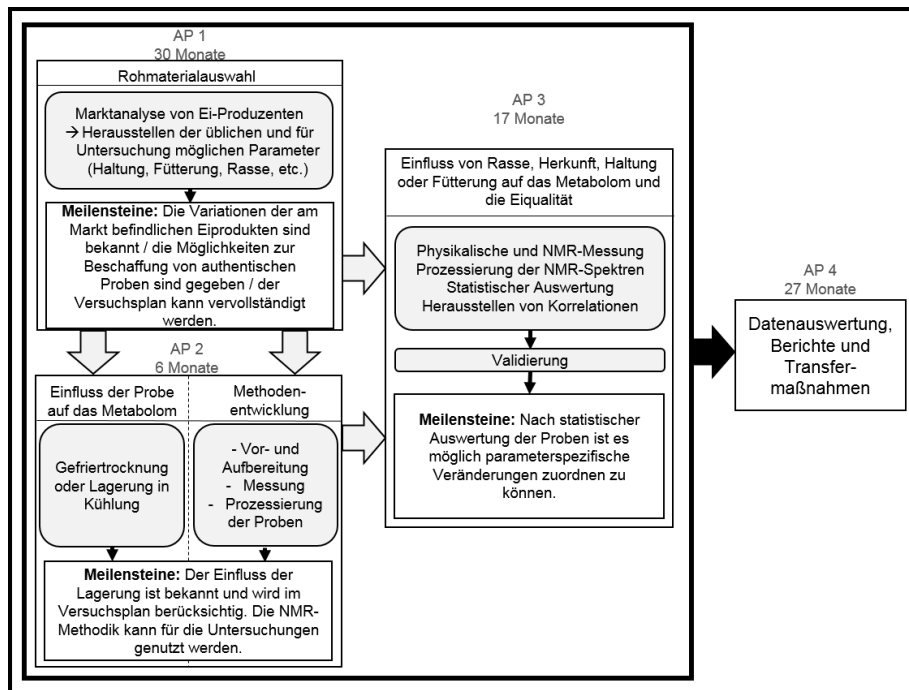 AP 1
30 Monate
Rohmaterialauswahl
Marktanalyse von Ei-Produzenten
→ Herausstellen der üblichen und für
Untersuchung möglichen Parameter
(Haltung, Fütterung, Rasse, etc.)
Meilensteine: Die Variationen der am
Markt befindlichen Eiprodukten sind
bekannt / die Möglichkeiten zur
Beschaffung von authentischen
Proben sind gegeben / der
Versuchsplan kann vervollständigt
werden.
AP 2
6 Monate
Einfluss der Probe
auf das Metabolom
Gefriertrocknung
oder Lagerung in
Kühlung
Methoden-
entwicklung
- Vor- und
Aufbereitung
- Messung
- Prozessierung
der Proben
Meilensteine: Der Einfluss der
Lagerung ist bekannt und wird im
Versuchsplan berücksichtig. Die NMR-
Methodik kann für die Untersuchungen
genutzt werden.
AP 3
17 Monate
Einfluss von Rasse, Herkunft, Haltung
oder Fütterung auf das Metabolom und
die Eiqualität
Physikalische und NMR-Messung
Prozessierung der NMR-Spektren
Statistischer Auswertung
Herausstellen von Korrelationen
Validierung
Meilensteine: Nach statistischer
Auswertung der Proben ist es
möglich parameterspezifische
Veränderungen zuordnen zu
können.
AP 4
27 Monate
Datenauswertung,
Berichte und
Transfer-
maßnahmen